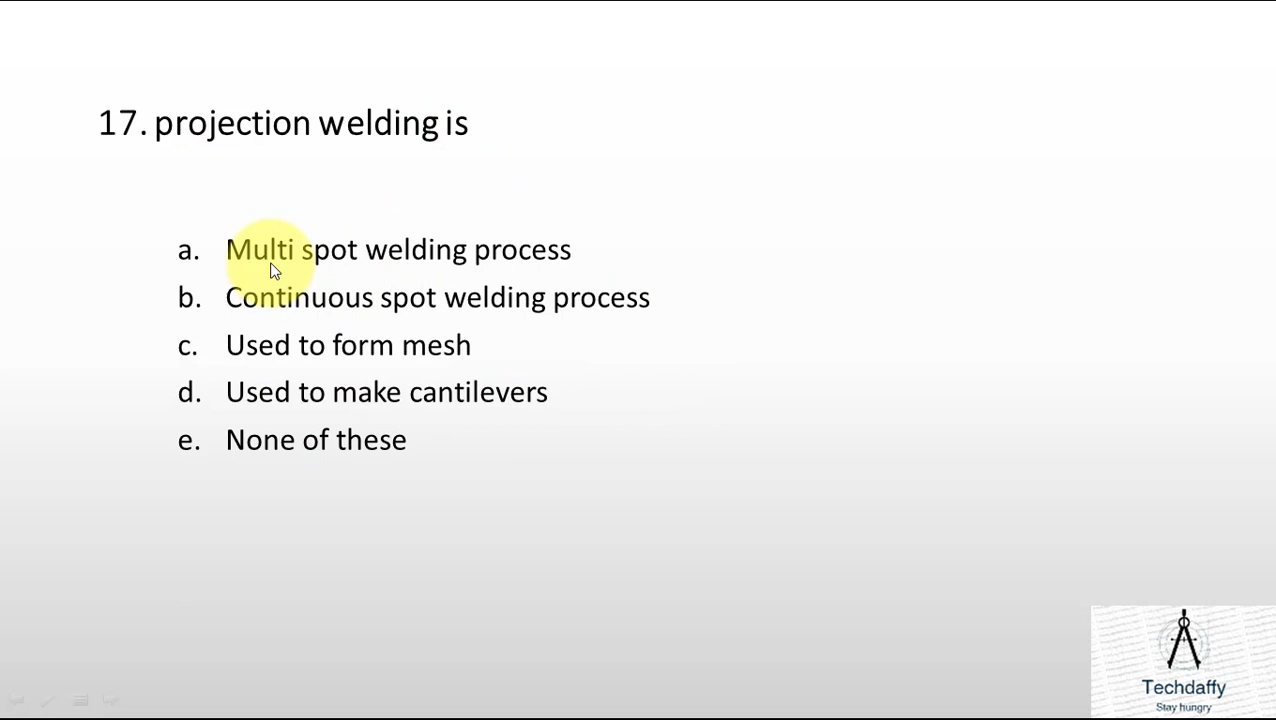 17. projection welding is
a. Multi spot welding process
b. Continuous spot welding process
c. Used to form mesh
d. Used to make cantilevers
e. None of these
Techdaffy
Stay hungry